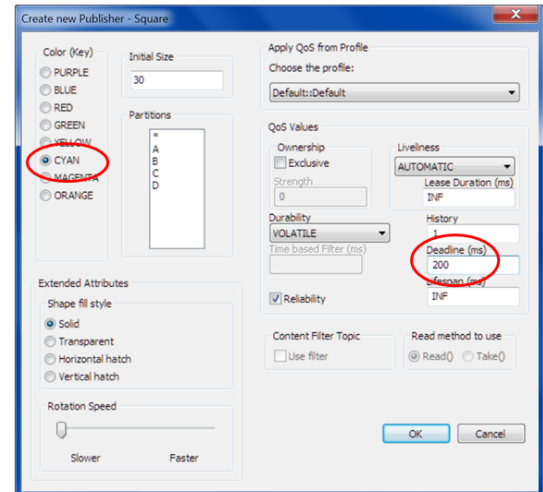 Create new Publisher - Square
Color (Key)
PURPLE
BLUE
RED
GREEN
YELLOW
CYAN
MAGENTA
ORANGE
Initial Size
30
Partitions
*
A
B
C
D
Extended Attributes
Shape fill style
Solid
Transparent
Horizontal hatch
Vertical hatch
Rotation Speed
Slower Faster
Apply QoS from Profile
Choose the profile:
Default::Default
QoS Values
Ownership
Exclusive
Strength
0
Liveliness
AUTOMATIC
Lease Duration (ms)
INF
Durability
VOLATILE
Time based Filter (ms)
History
1
Deadline (ms)
200
Lifespan (ms)
INF
Reliability
Content Filter Topic
Use filter
Read method to use
Read() Take()
OK Cancel